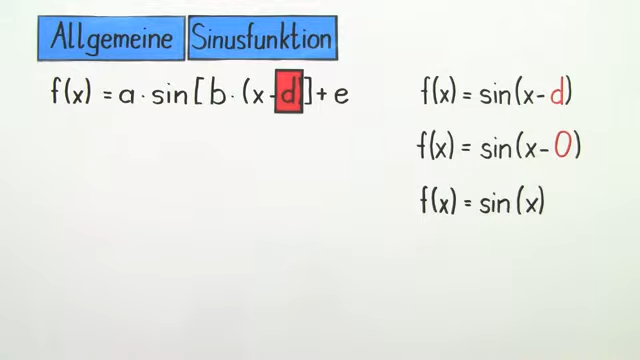 Allgemeine Sinusfunktion
f(x) = a · sin[b · (x-d)] + e
f(x) = sin(x-d)
f(x) = sin(x-0)
f(x) = sin(x)